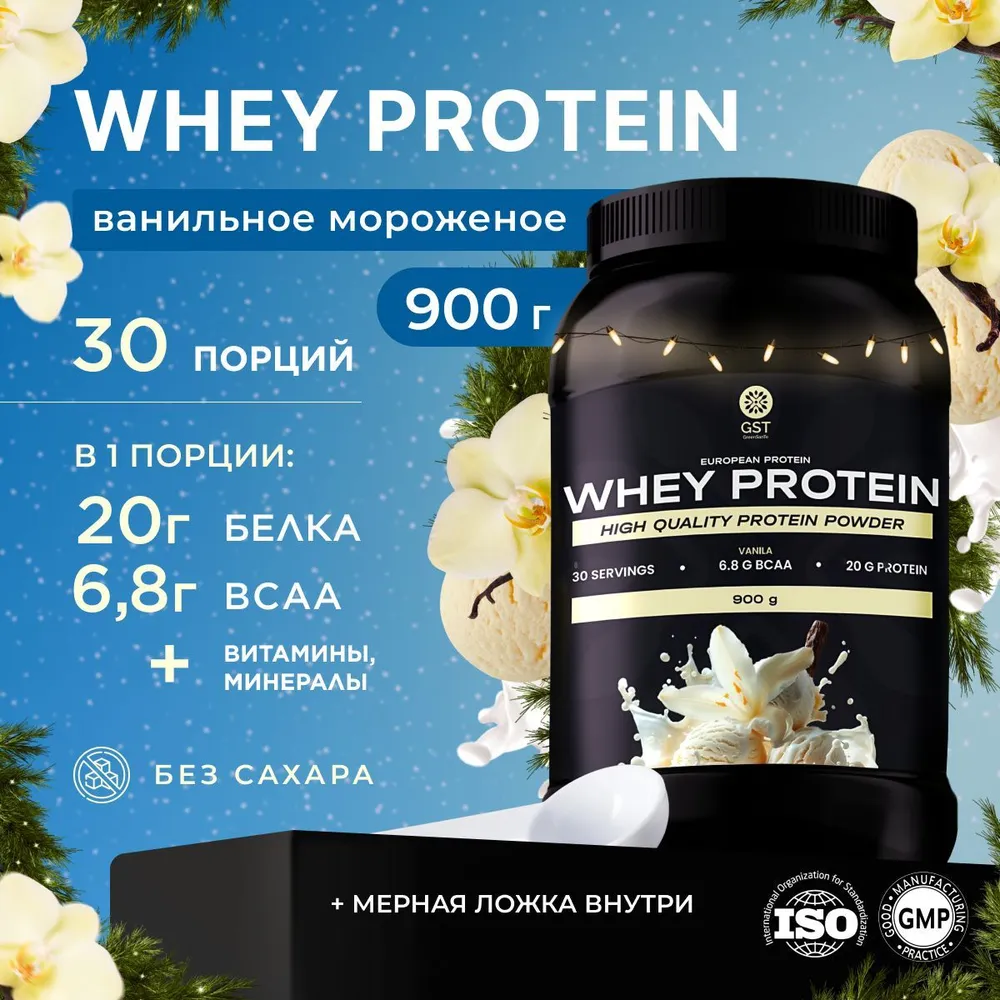 WHEY PROTEIN
ванильное мороженое
900 г
30 ПОРЦИЙ
В 1 ПОРЦИИ:
20г БЕЛКА
6,8г BCAA
+ ВИТАМИНЫ,
МИНЕРАЛЫ
БЕЗ САХАРА
GST
EUROPEAN PROTEIN
WHEY PROTEIN
HIGH QUALITY PROTEIN POWDER
VANILA
30 SERVINGS • 6.8 G BCAA • 20 G PROTEIN
900 g
+ МЕРНАЯ ЛОЖКА ВНУТРИ
International Organization for Standardization
ISO
GOOD • MANUFACTURING • PRACTICE •
GMP